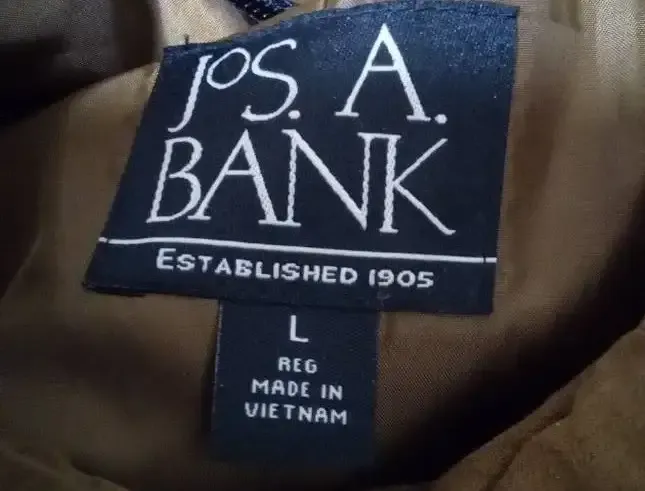 JOS. A.
BANK
ESTABLISHED 1905
L
REG
MADE IN
VIETNAM